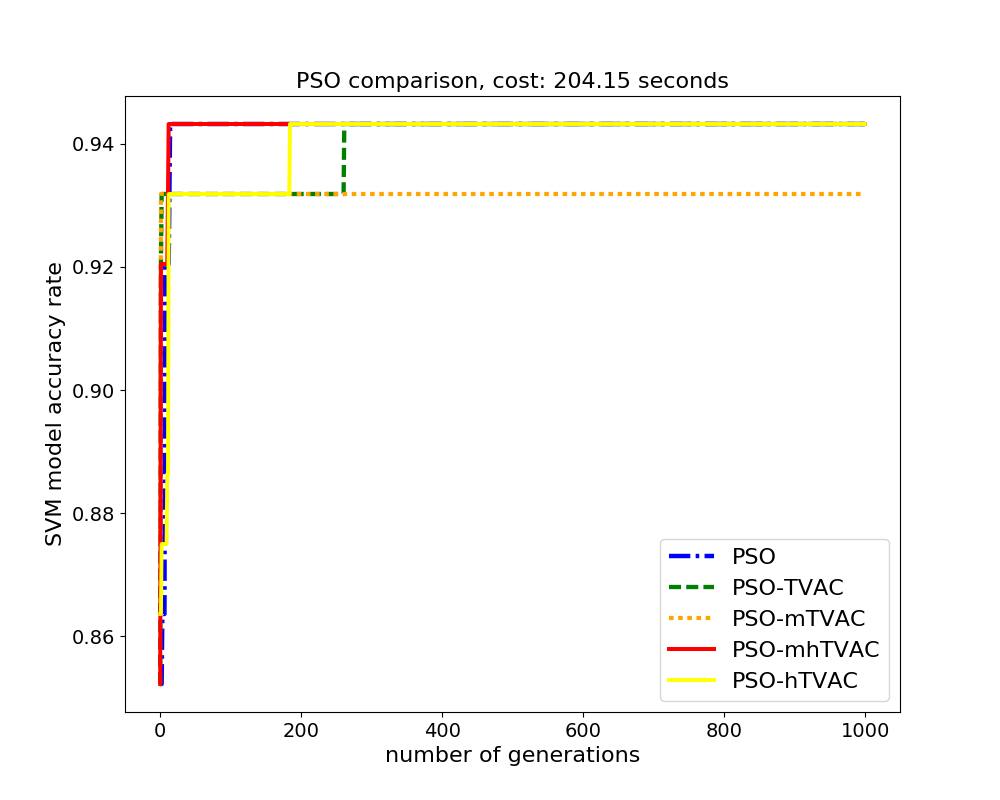 PSO comparison, cost: 204.15 seconds
SVM model accuracy rate
0.94
0.92
0.90
0.88
0.86
0
200
400
600
800
1000
number of generations
PSO
PSO-TVAC
PSO-mTVAC
PSO-mhTVAC
PSO-hTVAC